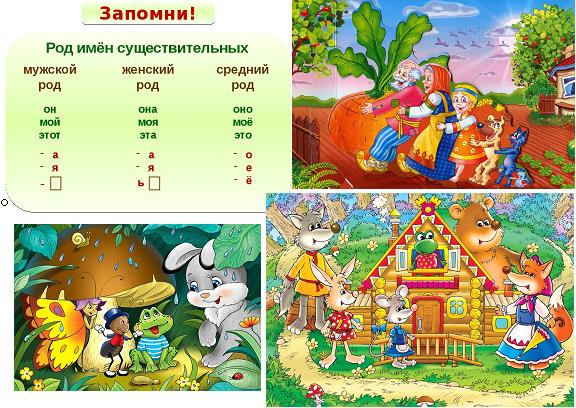 Запомни!
Род имён существительных
мужской женский средний
род род род
он она оно
мой моя моё
этот эта это
- а - а - о
- я - я - е
- □ ь □ - ё